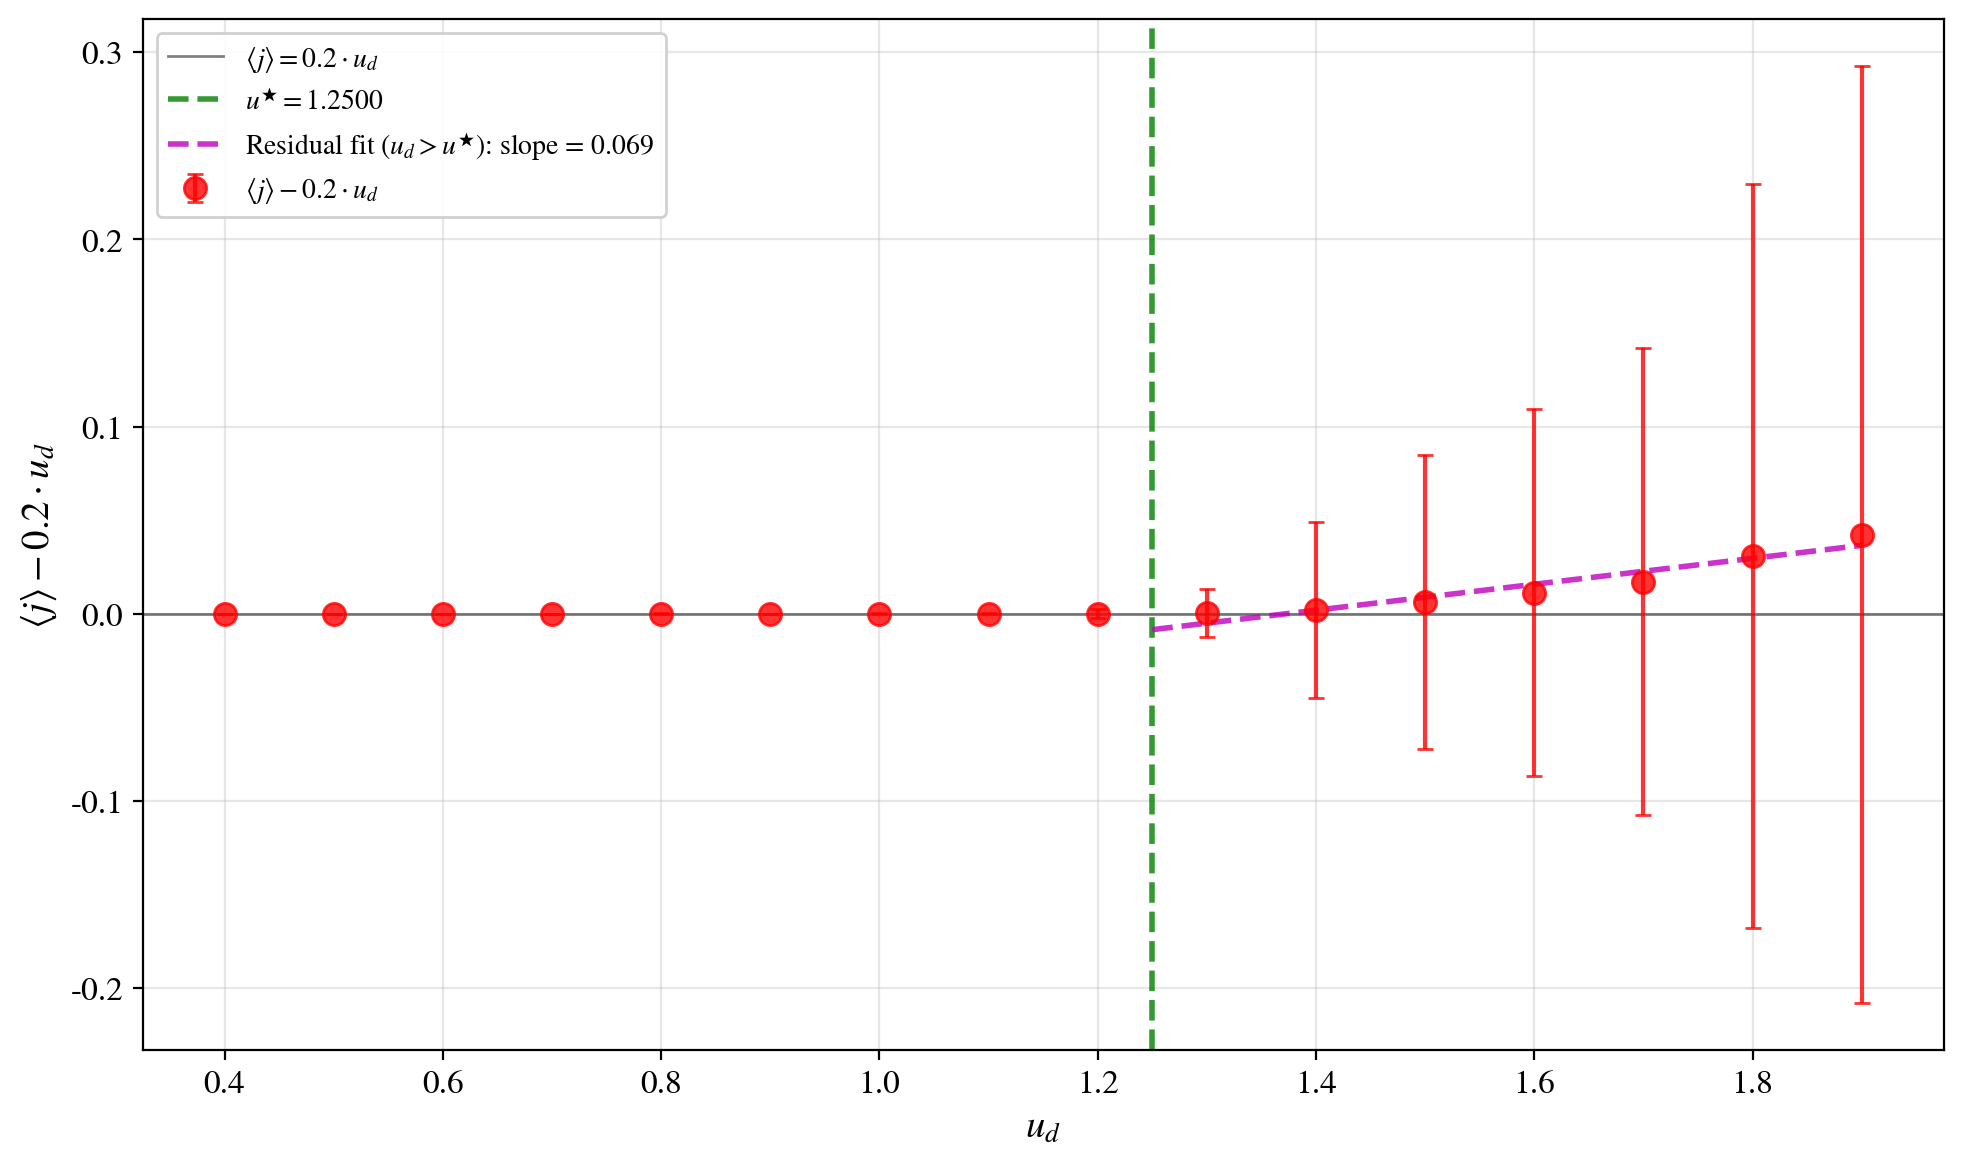 ⟨j⟩ = 0.2 · u_d
u★ = 1.2500
Residual fit (u_d > u★): slope = 0.069
⟨j⟩ − 0.2 · u_d
0.3
0.2
0.1
0.0
-0.1
-0.2
⟨j⟩ − 0.2 · u_d
0.4 0.6 0.8 1.0 1.2 1.4 1.6 1.8
u_d